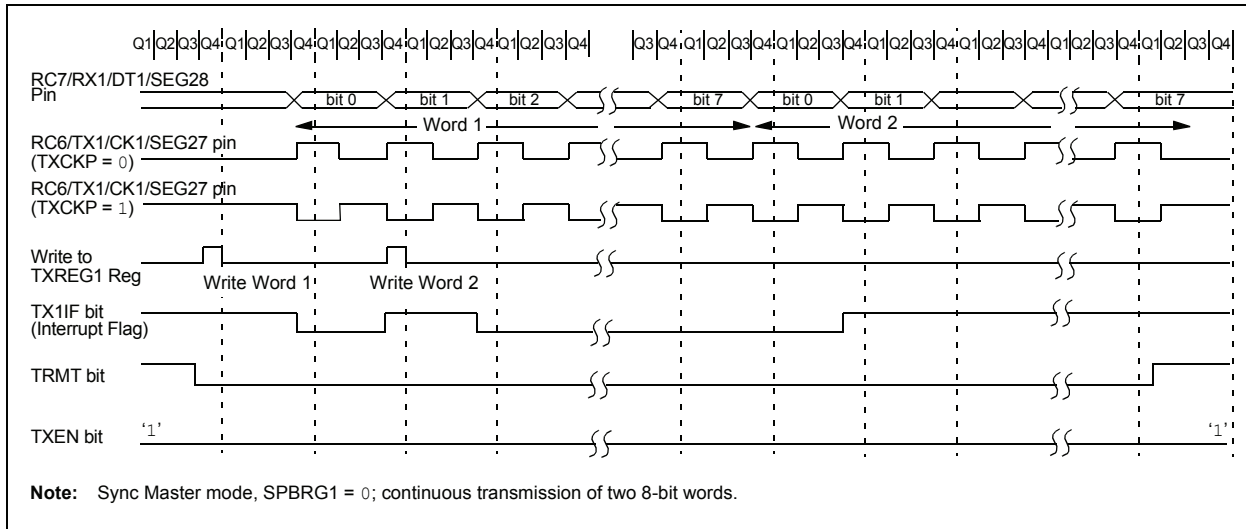 Q1|Q2|Q3|Q4|Q1|Q2|Q3|Q4|Q1|Q2|Q3|Q4|Q1|Q2|Q3|Q4|Q1|Q2|Q3|Q4| Q3|Q4|Q1|Q2|Q3|Q4|Q1|Q2|Q3|Q4|Q1|Q2|Q3|Q4|Q1|Q2|Q3|Q4|Q1|Q2|Q3|Q4|Q1|Q2|Q3|Q4
RC7/RX1/DT1/SEG28
Pin
bit 0 bit 1 bit 2 bit 7 bit 0 bit 1 bit 7
Word 1 Word 2
RC6/TX1/CK1/SEG27 pin
(TXCKP = 0)
RC6/TX1/CK1/SEG27 pin
(TXCKP = 1)
Write to
TXREG1 Reg
Write Word 1 Write Word 2
TX1IF bit
(Interrupt Flag)
TRMT bit
TXEN bit
‘1’ ‘1’
Note: Sync Master mode, SPBRG1 = 0; continuous transmission of two 8-bit words.